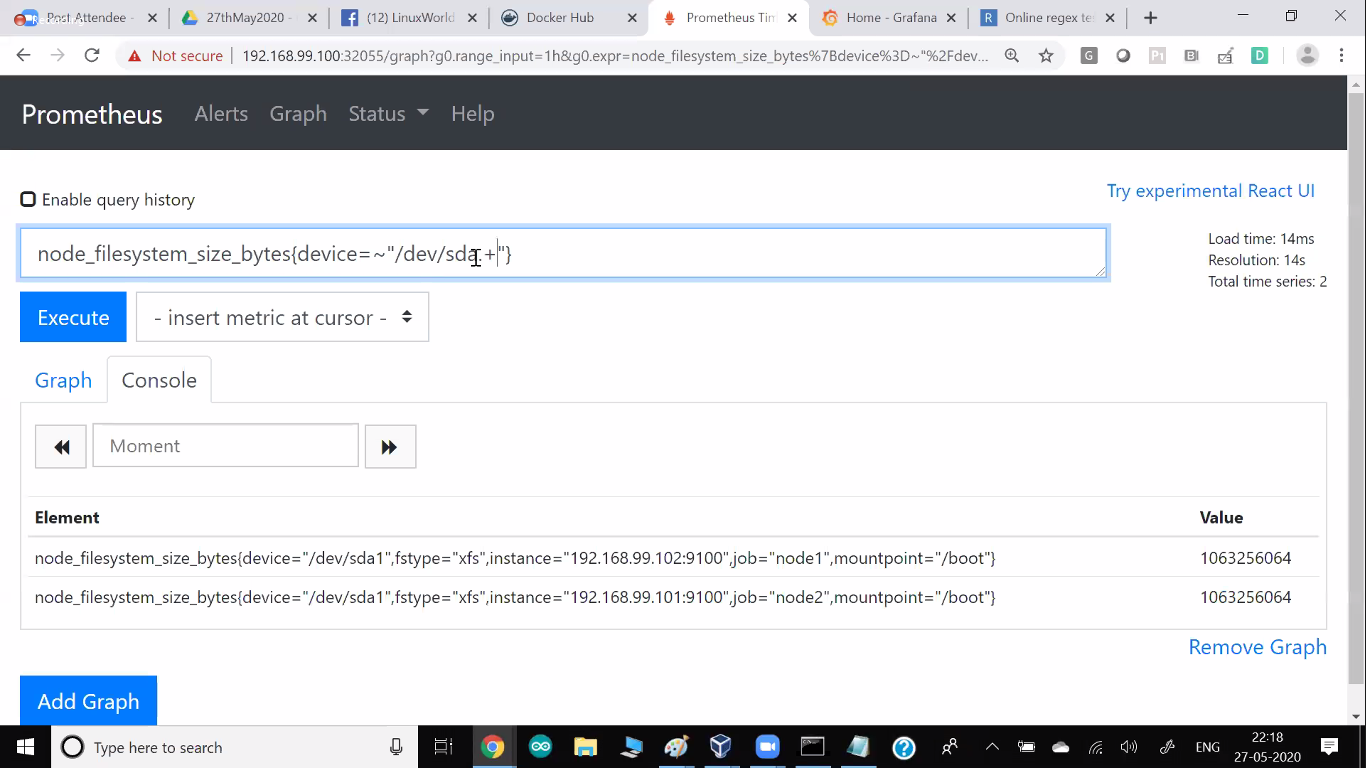 Post Attendee -
27thMay2020 -
(12) LinuxWorld
Docker Hub
Prometheus Tim
Home - Grafana
Online regex tes
Not secure
192.168.99.100:32055/graph?g0.range_input=1h&g0.expr=node_filesystem_size_bytes%7Bdevice%3D~"%2Fdev...
Prometheus Alerts Graph Status Help
Enable query history
Try experimental React UI
node_filesystem_size_bytes{device=~"/dev/sda.+"}
Load time: 14ms
Resolution: 14s
Total time series: 2
Execute
- insert metric at cursor -
Graph Console
Moment
Element Value
node_filesystem_size_bytes{device="/dev/sda1",fstype="xfs",instance="192.168.99.102:9100",job="node1",mountpoint="/boot"} 1063256064
node_filesystem_size_bytes{device="/dev/sda1",fstype="xfs",instance="192.168.99.101:9100",job="node2",mountpoint="/boot"} 1063256064
Remove Graph
Add Graph
Type here to search
ENG
22:18
27-05-2020